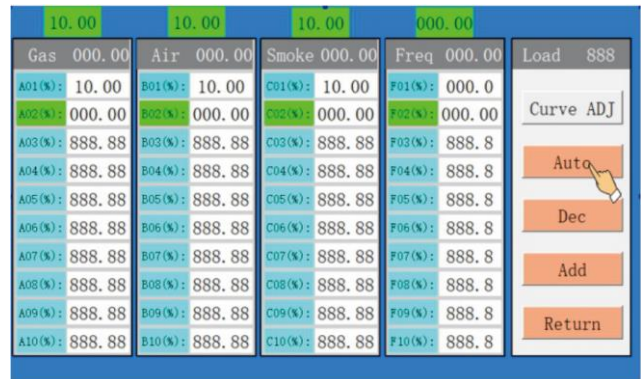 10.00 10.00 10.00 000.00
Gas 000.00 Air 000.00 Smoke 000.00 Freq 000.00 Load 888
A01(%): 10.00 B01(%): 10.00 C01(%): 10.00 F01(%): 000.0
A02(%): 000.00 B02(%): 000.00 C02(%): 000.00 F02(%): 000.00 Curve ADJ
A03(%): 888.88 B03(%): 888.88 C03(%): 888.88 F03(%): 888.8
A04(%): 888.88 B04(%): 888.88 C04(%): 888.88 F04(%): 888.8 Auto
A05(%): 888.88 B05(%): 888.88 C05(%): 888.88 F05(%): 888.8
A06(%): 888.88 B06(%): 888.88 C06(%): 888.88 F06(%): 888.8 Dec
A07(%): 888.88 B07(%): 888.88 C07(%): 888.88 F07(%): 888.8
A08(%): 888.88 B08(%): 888.88 C08(%): 888.88 F08(%): 888.8 Add
A09(%): 888.88 B09(%): 888.88 C09(%): 888.88 F09(%): 888.8
A10(%): 888.88 B10(%): 888.88 C10(%): 888.88 F10(%): 888.8 Return